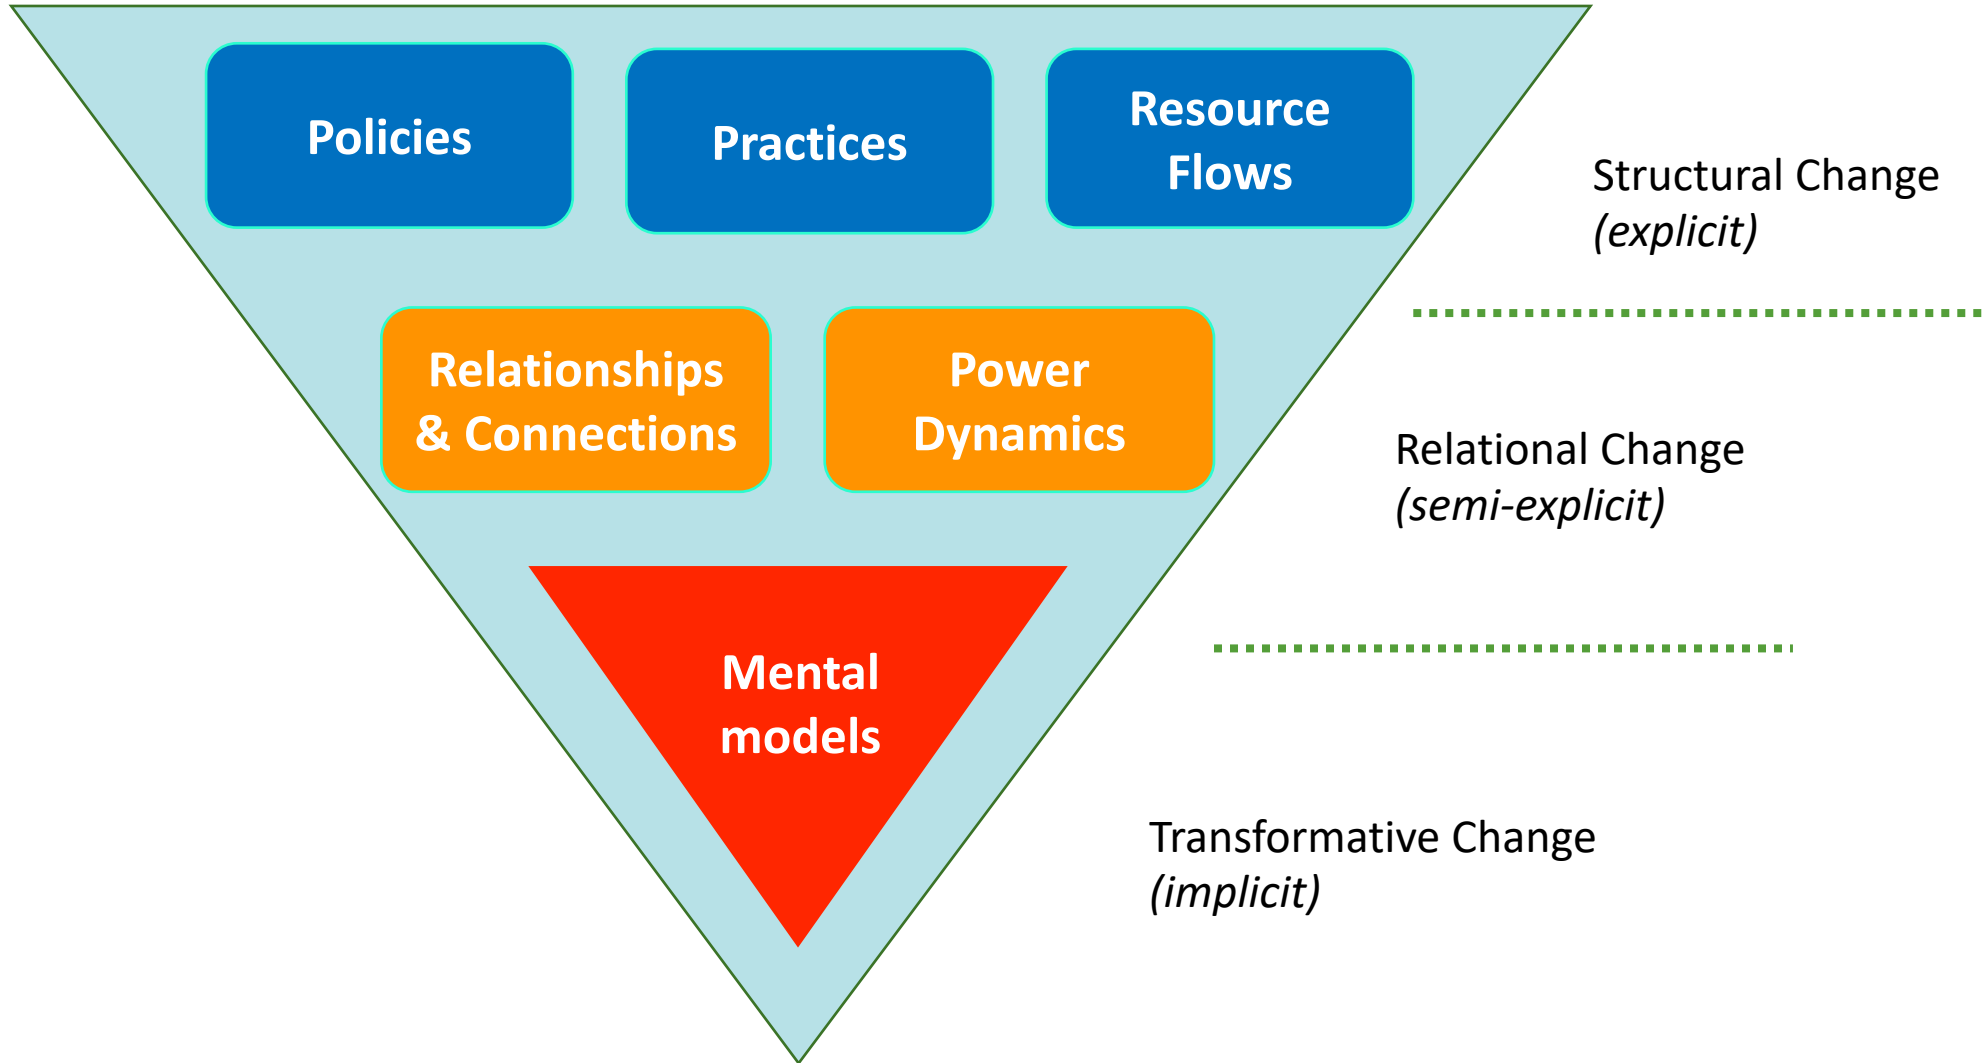 Policies
Practices
Resource
Flows
Structural Change
(explicit)
Relationships
& Connections
Power
Dynamics
Relational Change
(semi-explicit)
Mental
models
Transformative Change
(implicit)